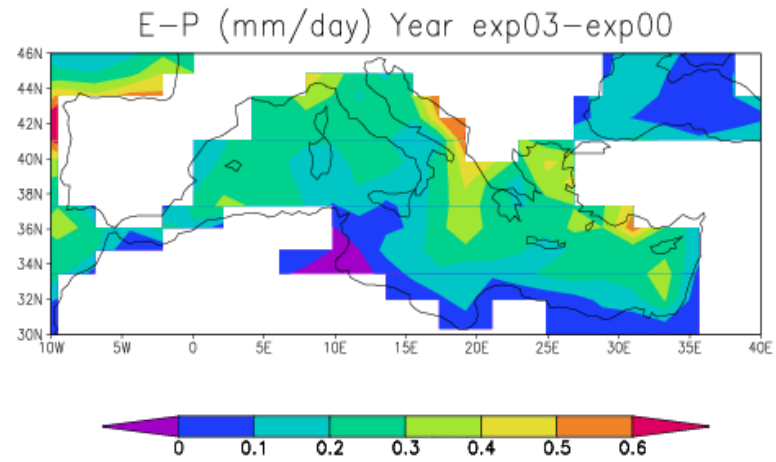 E-P (mm/day) Year exp03-exp00
46N
44N
42N
40N
38N
36N
34N
32N
30N
10W 5W 0 5E 10E 15E 20E 25E 30E 35E 40E
0 0.1 0.2 0.3 0.4 0.5 0.6